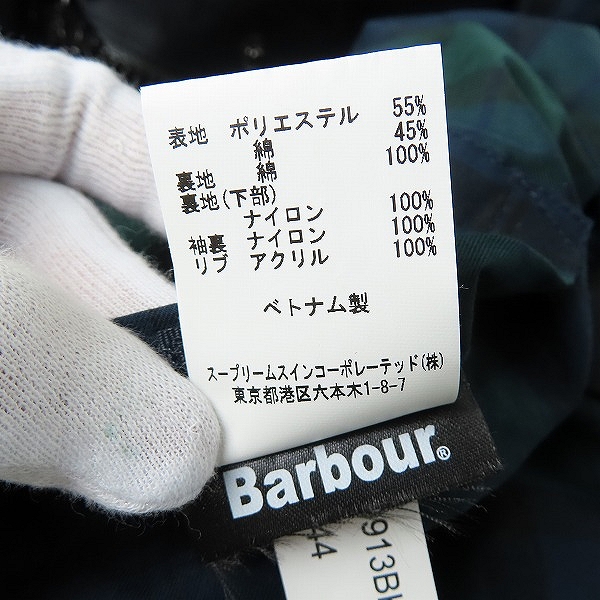 表地 ポリエステル 55%
綿 45%
裏地 綿 100%
裏地(下部)
ナイロン 100%
袖裏 ナイロン 100%
リブ アクリル 100%
ベトナム製
スープリームスインコーポレーテッド(株)
東京都港区六本木1-8-7
Barbour®
44